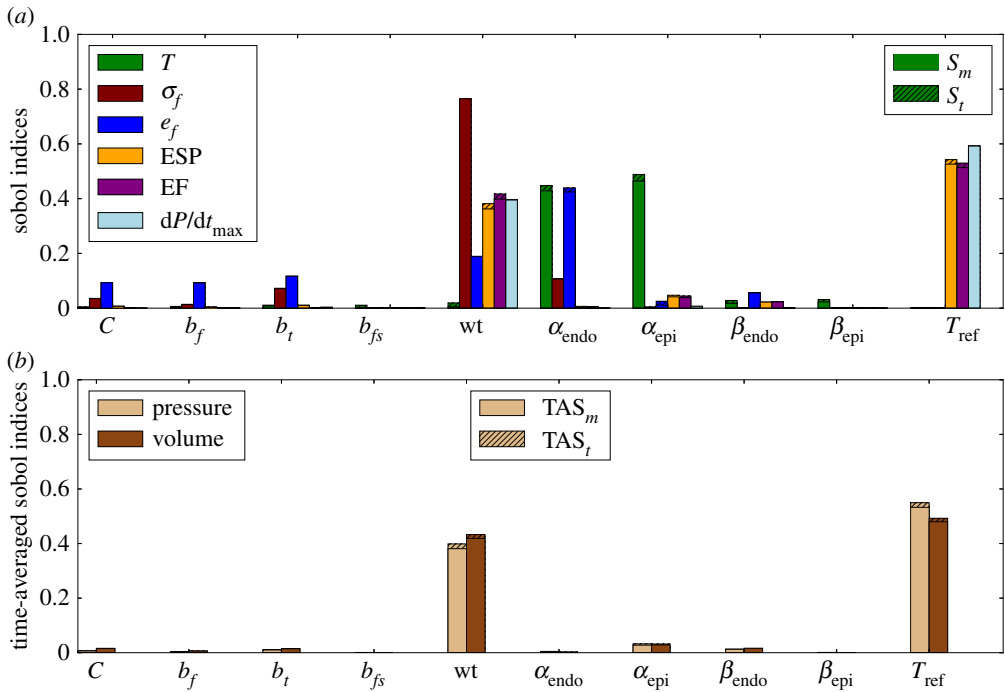 (a)
sobol indices
1.0
0.8
0.6
0.4
0.2
0
T
σf
ef
ESP
EF
dP/dtmax
Sm
St
C bf bt bfs wt αendo αepi βendo βepi Tref
(b)
time-averaged sobol indices
1.0
0.8
0.6
0.4
0.2
0
pressure
volume
TASm
TASt
C bf bt bfs wt αendo αepi βendo βepi Tref